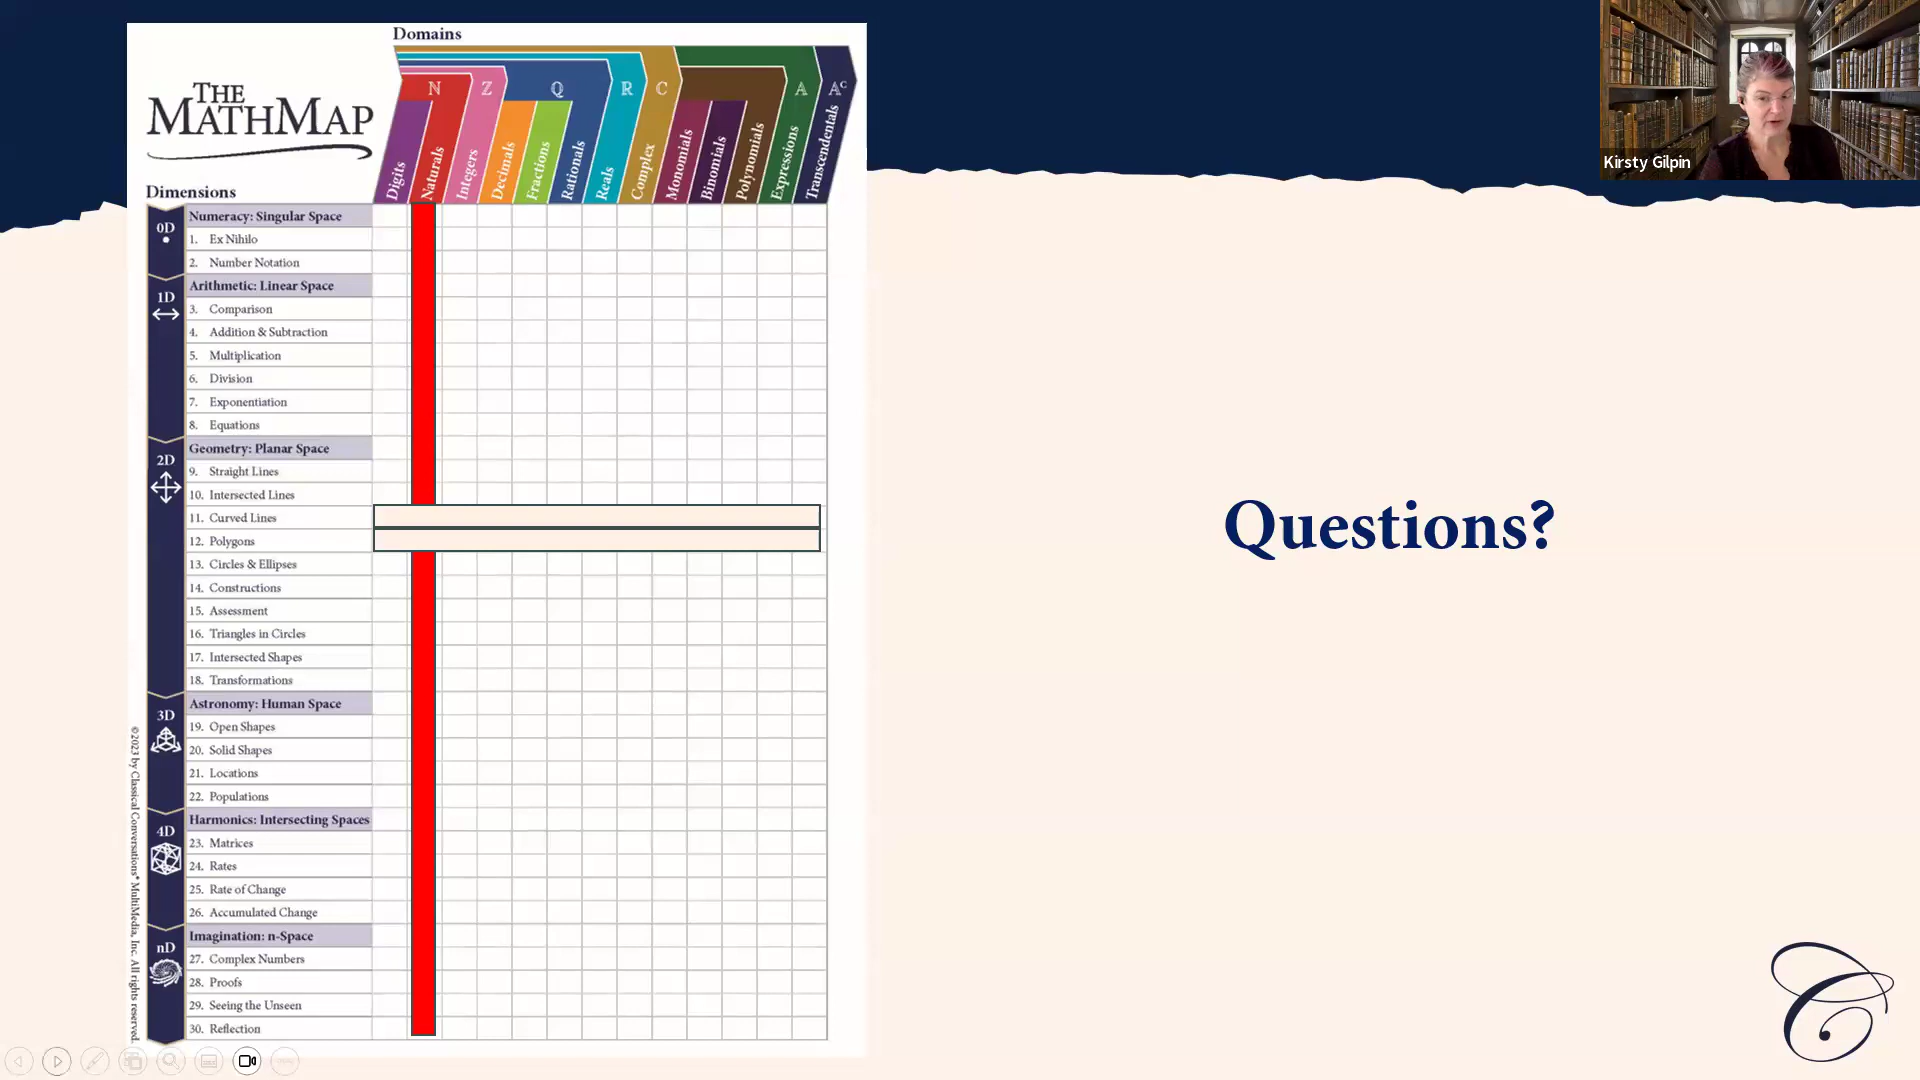 Domains
THE
MATHMAP
N
Z
Q
R
C
A
Aᶜ
Digits
Naturals
Integers
Decimals
Fractions
Rationals
Reals
Complex
Monomials
Binomials
Polynomials
Expressions
Transcendentals
Dimensions
0D
Numeracy: Singular Space
1. Ex Nihilo
2. Number Notation
1D
Arithmetic: Linear Space
3. Comparison
4. Addition & Subtraction
5. Multiplication
6. Division
7. Exponentiation
8. Equations
2D
Geometry: Planar Space
9. Straight Lines
10. Intersected Lines
11. Curved Lines
12. Polygons
13. Circles & Ellipses
14. Constructions
15. Assessment
16. Triangles in Circles
17. Intersected Shapes
18. Transformations
3D
Astronomy: Human Space
19. Open Shapes
20. Solid Shapes
21. Locations
22. Populations
4D
Harmonics: Intersecting Spaces
23. Matrices
24. Rates
25. Rate of Change
26. Accumulated Change
nD
Imagination: n-Space
27. Complex Numbers
28. Proofs
29. Seeing the Unseen
30. Reflection
©2023 by Classical Conversations® MultiMedia, Inc. All rights reserved.
Questions?
Kirsty Gilpin